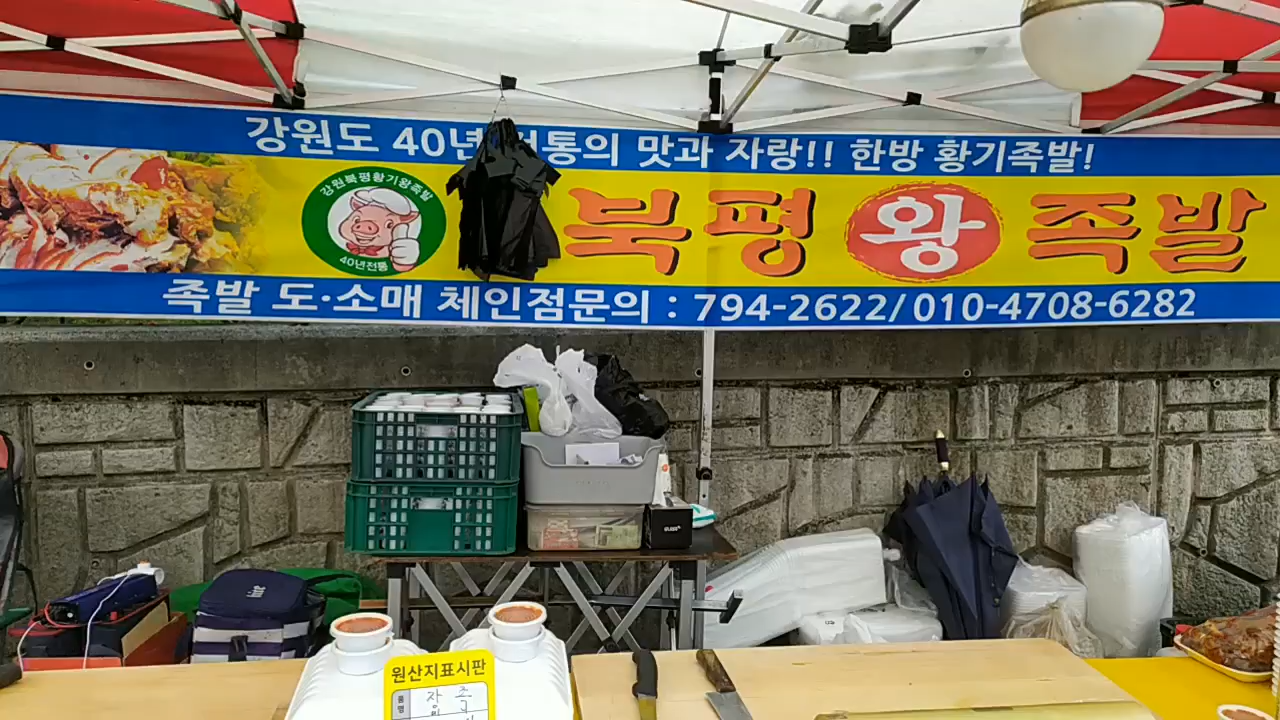 강원도 40년전통의 맛과 자랑!! 한방 황기족발!
강원북평황기왕족발
40년전통
북평 왕 족발
족발 도·소매 체인점문의 : 794-2622/010-4708-6282
원산지표시판
품명